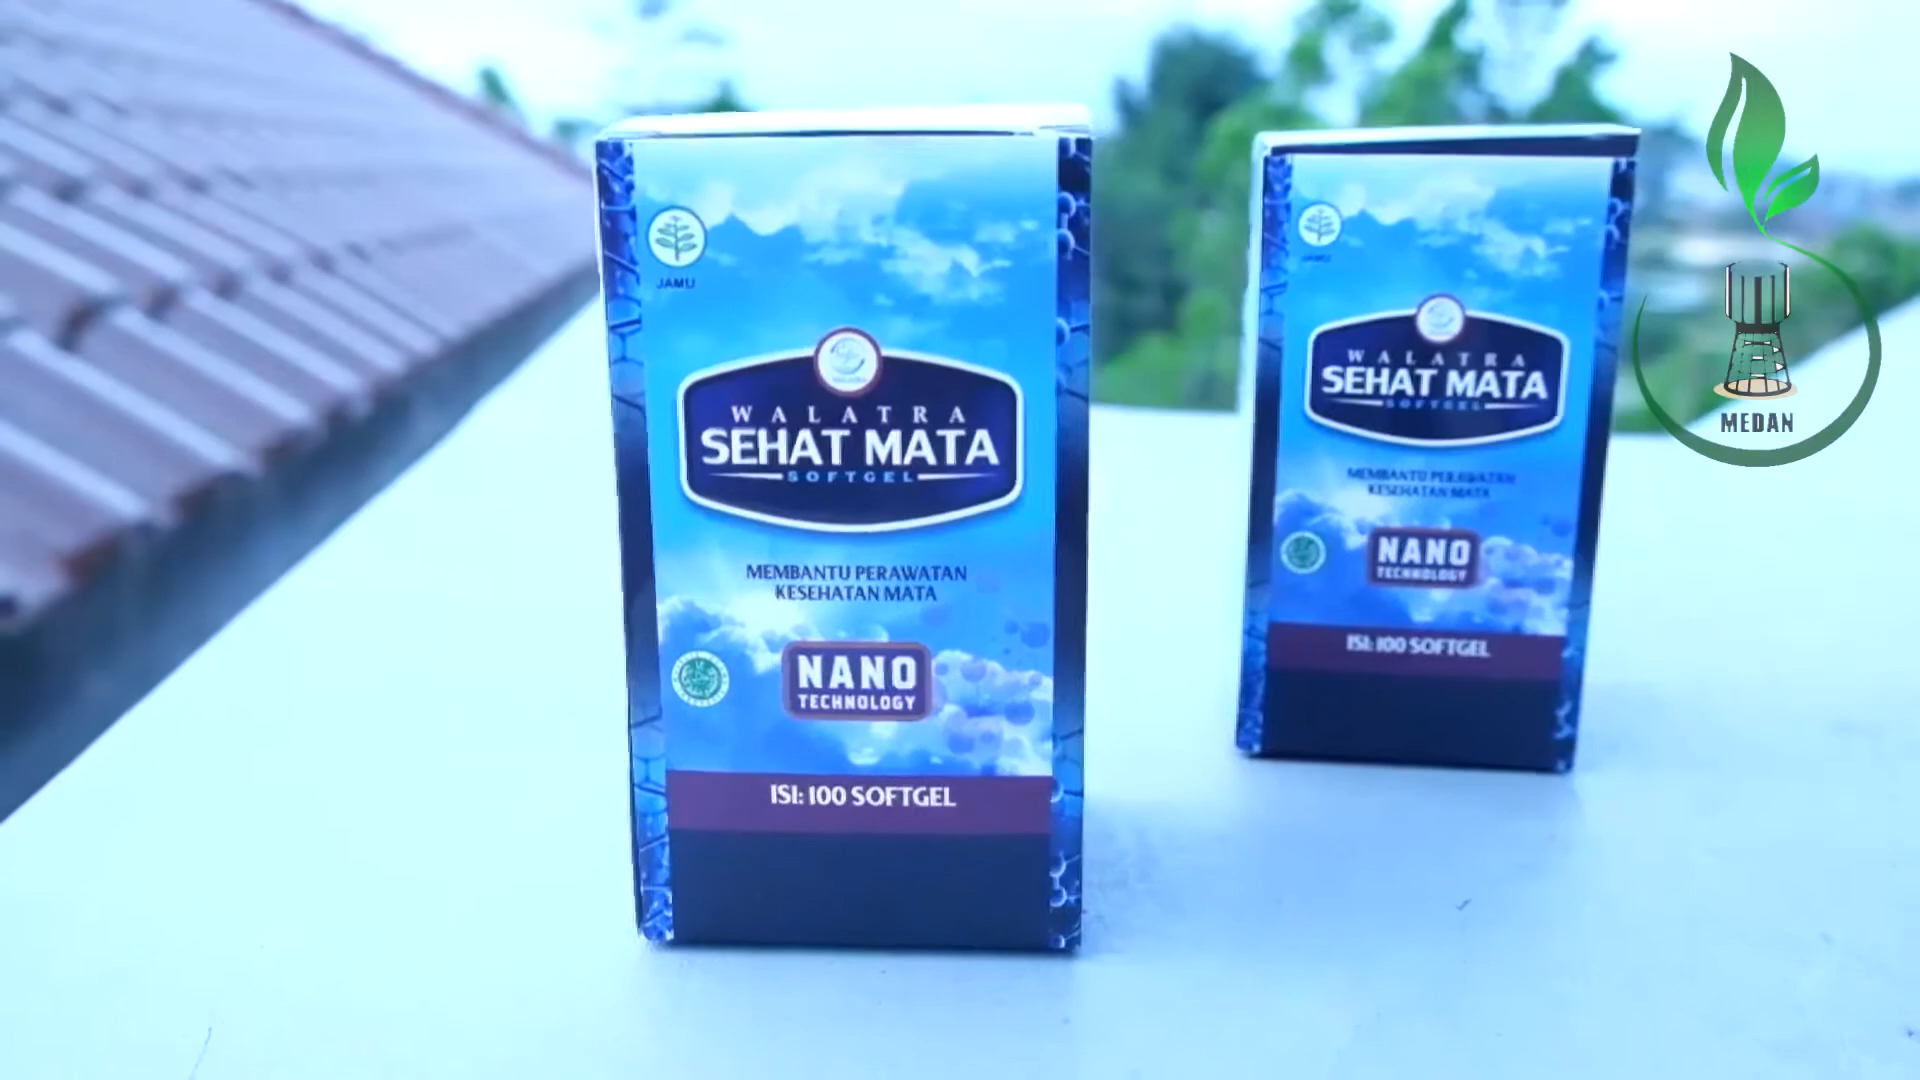 JAMU
WALATRA
SEHAT MATA
SOFTGEL
MEMBANTU PERAWATAN
KESEHATAN MATA
NANO
TECHNOLOGY
ISI: 100 SOFTGEL
JAMU
WALATRA
SEHAT MATA
SOFTGEL
MEMBANTU PERAWATAN
KESEHATAN MATA
NANO
TECHNOLOGY
ISI: 100 SOFTGEL
MEDAN